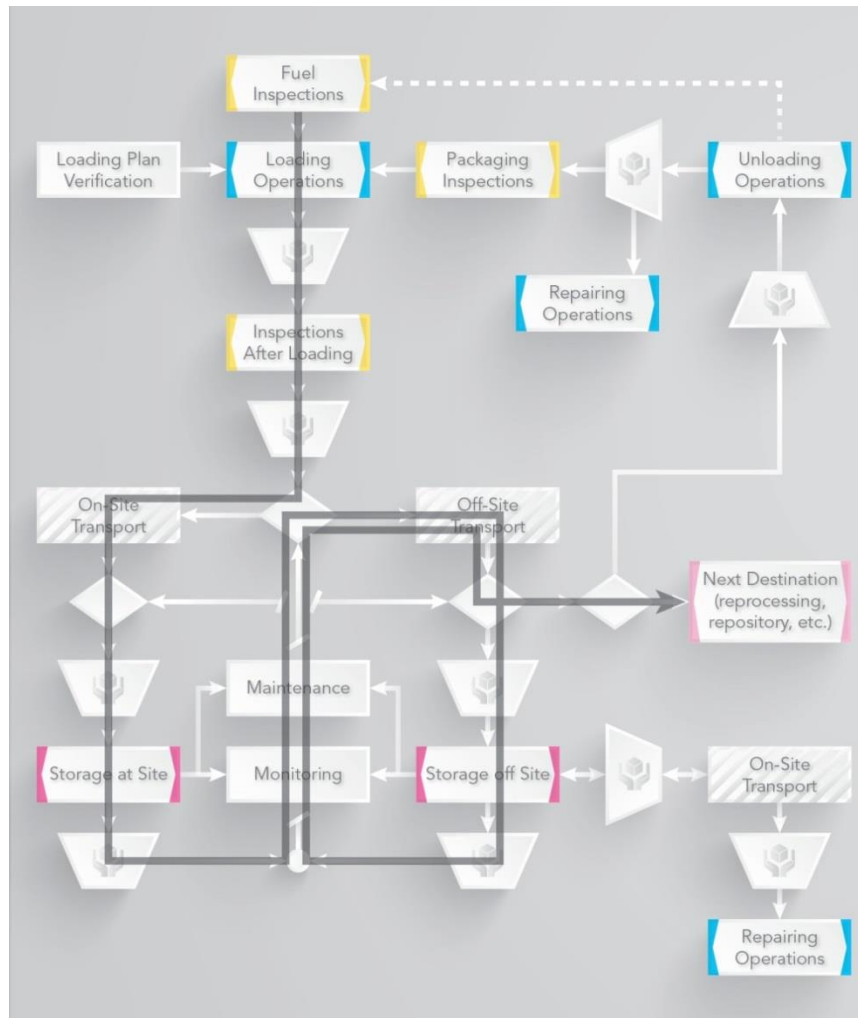 Fuel
Inspections
Loading Plan
Verification
Loading
Operations
Packaging
Inspections
Unloading
Operations
Repairing
Operations
Inspections
After Loading
On-Site
Transport
Off-Site
Transport
Next Destination
(reprocessing,
repository, etc.)
Maintenance
Storage at Site
Monitoring
Storage off Site
On-Site
Transport
Repairing
Operations